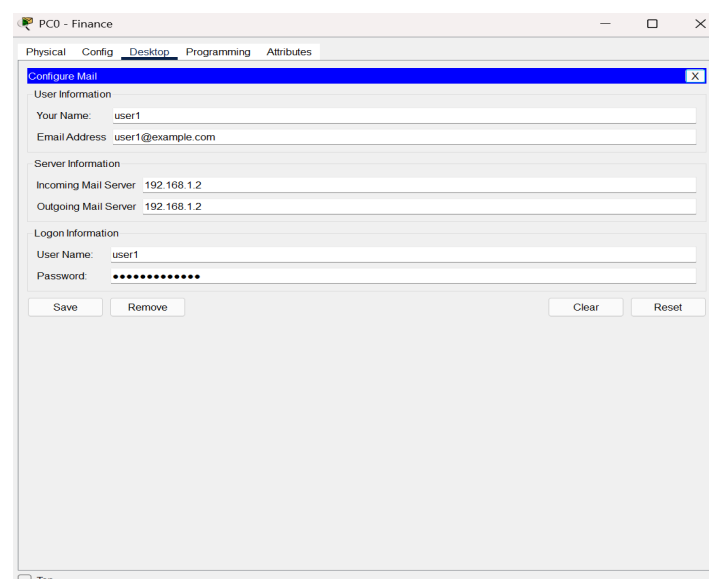 PC0 - Finance
Physical Config Desktop Programming Attributes
Configure Mail X
User Information
Your Name: user1
Email Address user1@example.com
Server Information
Incoming Mail Server 192.168.1.2
Outgoing Mail Server 192.168.1.2
Logon Information
User Name: user1
Password: ●●●●●●●●●●●●●
Save Remove Clear Reset
Top